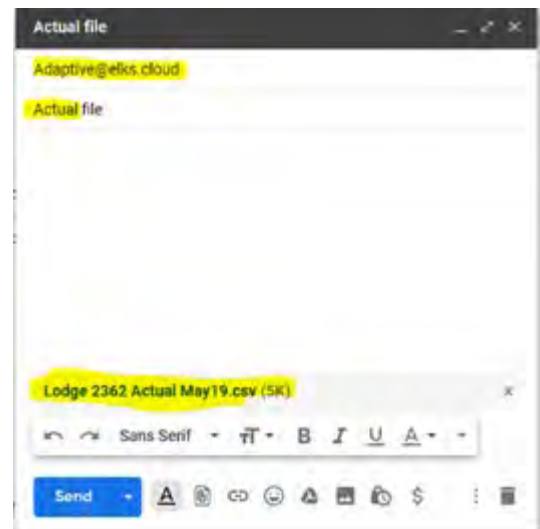 Actual file
Adaptive@elks.cloud
Actual file
Lodge 2362 Actual May19.csv (5K)
Sans Serif
Send